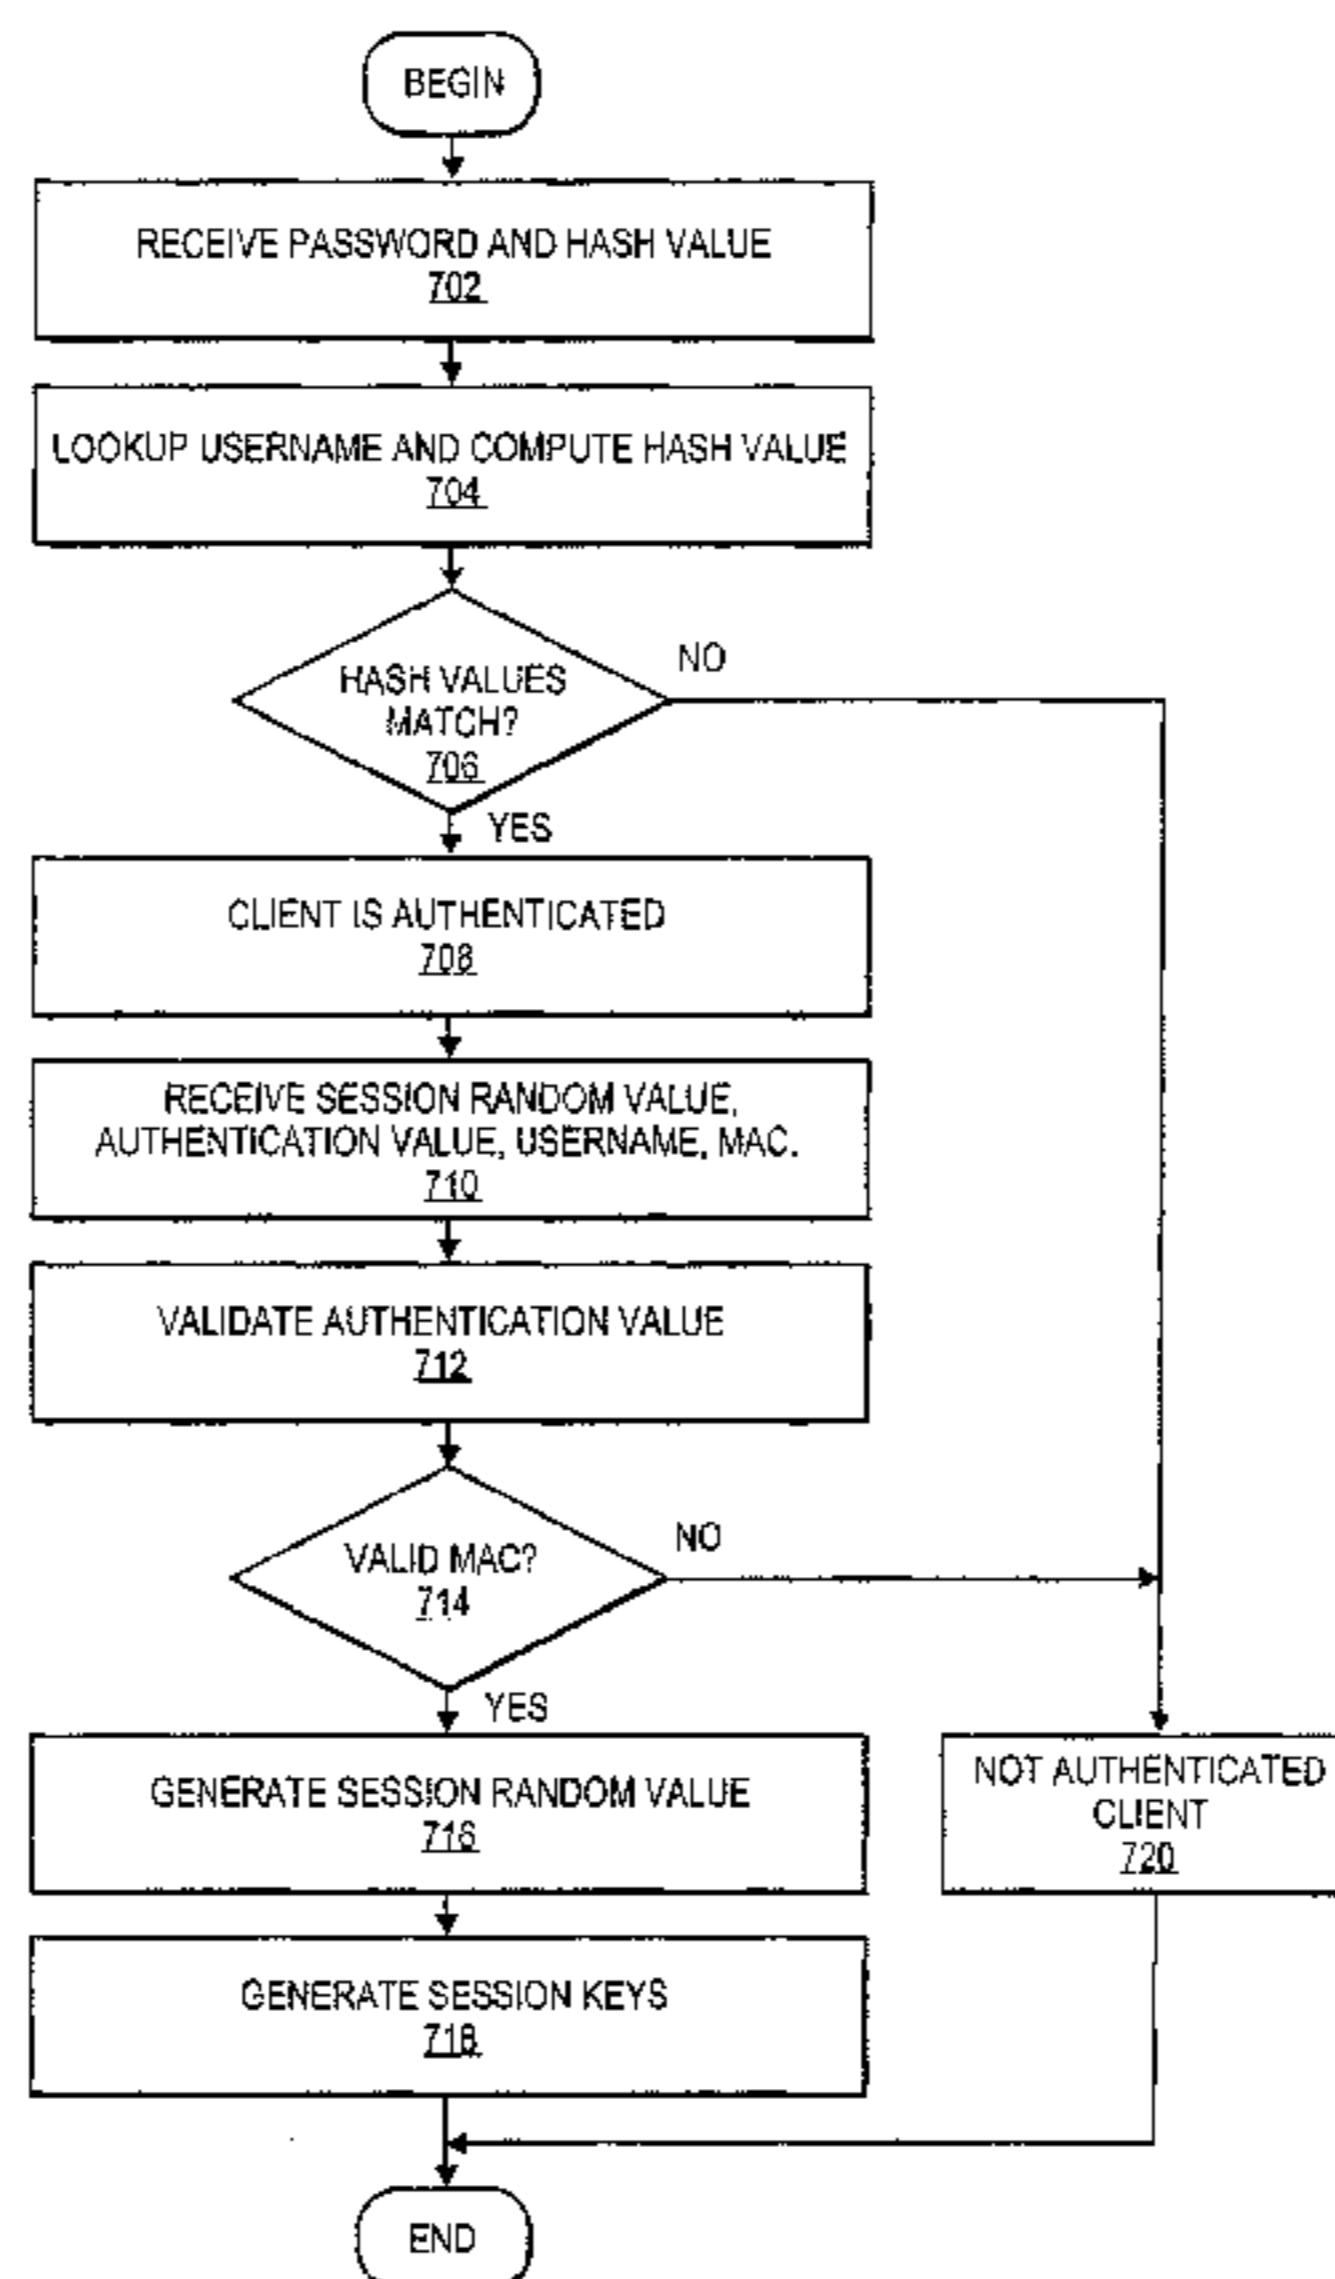 BEGIN
RECEIVE PASSWORD AND HASH VALUE
702
LOOKUP USERNAME AND COMPUTE HASH VALUE
704
HASH VALUES
MATCH?
706
NO
YES
CLIENT IS AUTHENTICATED
708
RECEIVE SESSION RANDOM VALUE,
AUTHENTICATION VALUE, USERNAME, MAC.
710
VALIDATE AUTHENTICATION VALUE
712
VALID MAC?
714
NO
YES
GENERATE SESSION RANDOM VALUE
716
NOT AUTHENTICATED
CLIENT
720
GENERATE SESSION KEYS
718
END